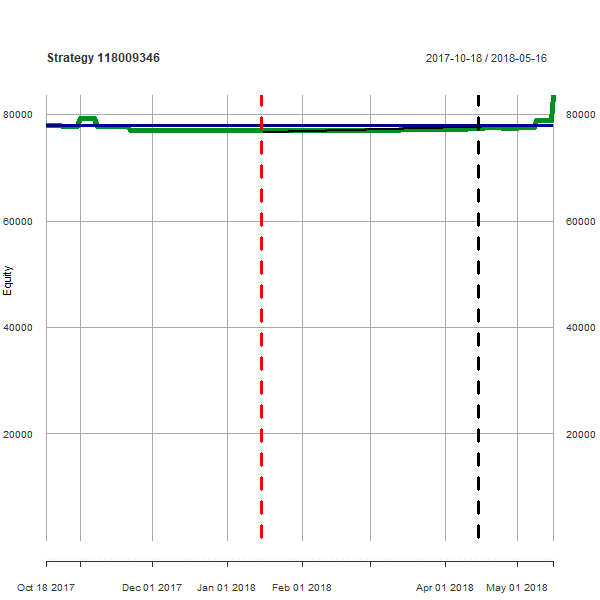 Strategy 118009346
2017-10-18 / 2018-05-16
80000 80000
60000 60000
Equity
40000 40000
20000 20000
Oct 18 2017 Dec 01 2017 Jan 01 2018 Feb 01 2018 Apr 01 2018 May 01 2018